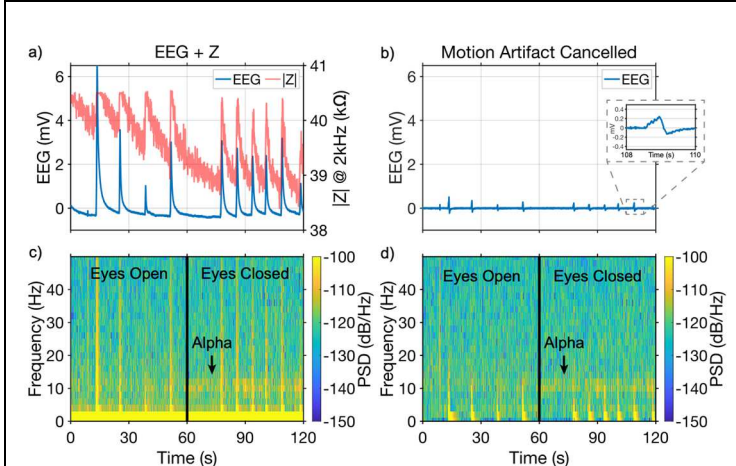 a) EEG + Z
6
4
2
0
EEG (mV)
EEG |Z|
41
40
39
38
|Z| @ 2kHz (kΩ)
b) Motion Artifact Cancelled
6
4
2
0
EEG (mV)
EEG
0.4
0.2
0
-0.2
-0.4
mV
108 Time (s) 110
c)
Eyes Open Eyes Closed
Alpha
40
30
20
10
0
Frequency (Hz)
0 30 60 90 120
Time (s)
-100
-110
-120
-130
-140
-150
PSD (dB/Hz)
d)
Eyes Open Eyes Closed
Alpha
40
30
20
10
0
Frequency (Hz)
0 30 60 90 120
Time (s)
-100
-110
-120
-130
-140
-150
PSD (dB/Hz)